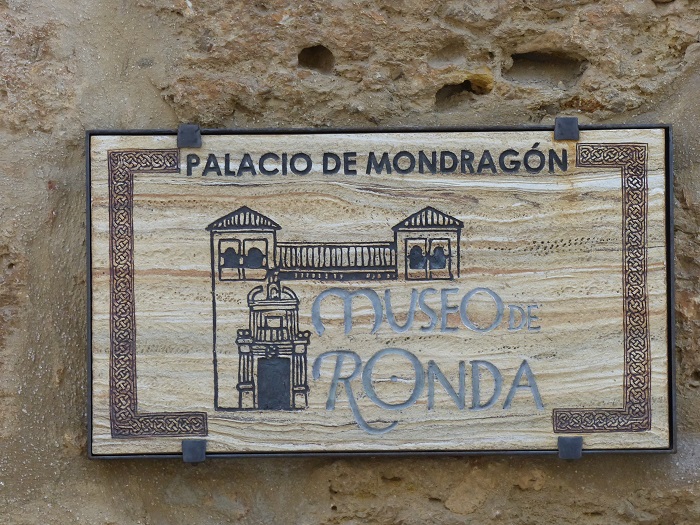 PALACIO DE MONDRAGÓN
MUSEO DE
RONDA